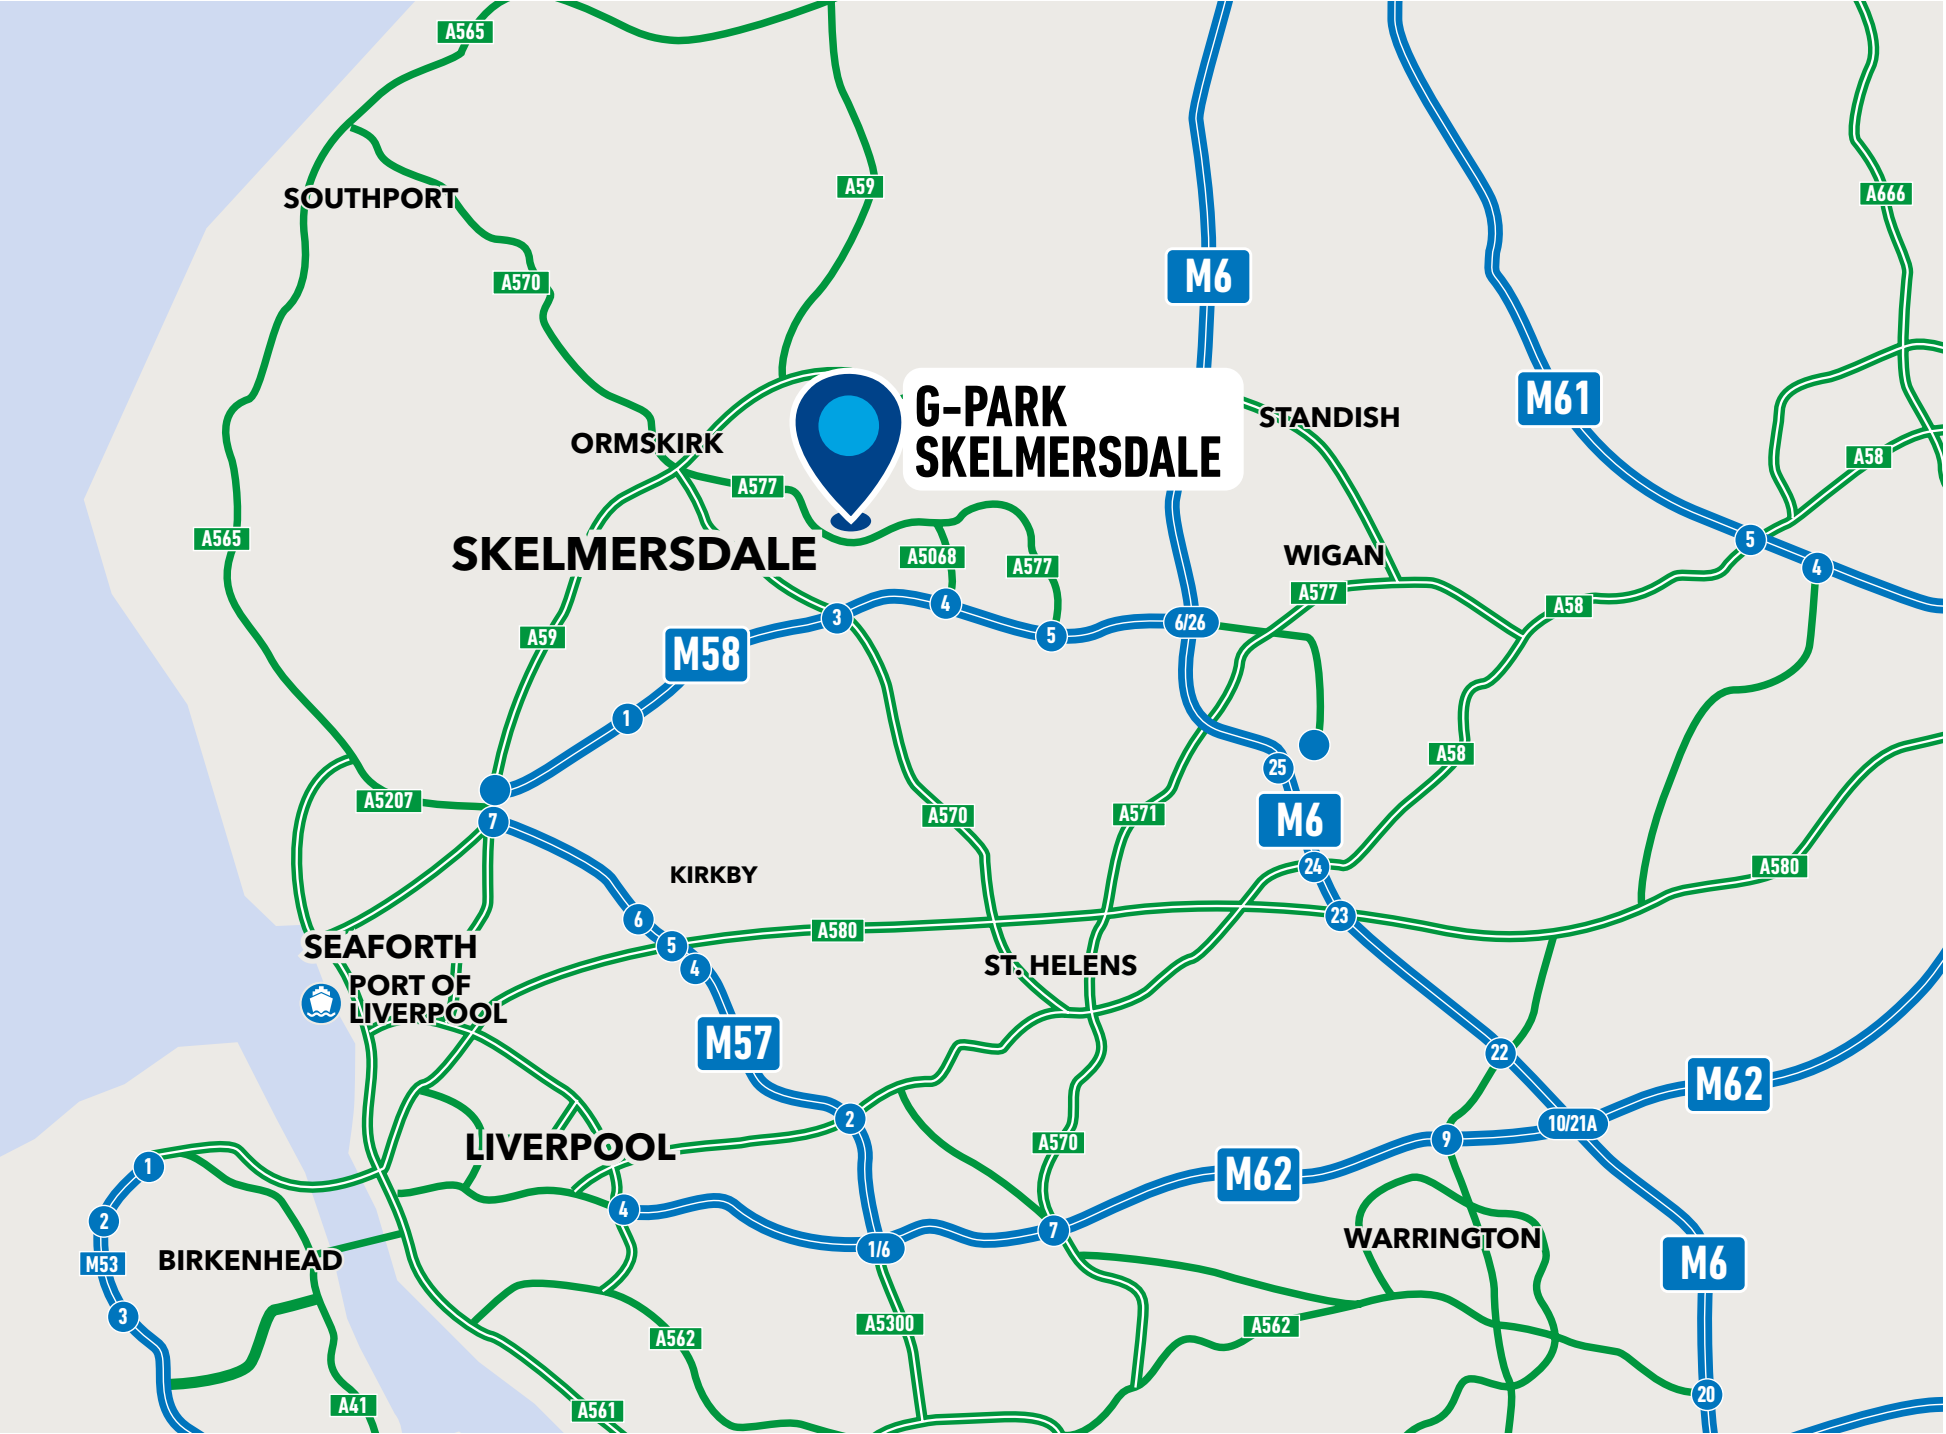 A565
A59
A666
SOUTHPORT
A570
M6
M61
G-PARK
SKELMERSDALE
STANDISH
ORMSKIRK
A58
A577
A565
SKELMERSDALE
A5068
A577
WIGAN
5
4
A577
A58
A59
3
4
5
6/26
M58
1
A58
25
A5207
7
A570
A571
M6
KIRKBY
24
A580
6
5
4
A580
23
SEAFORTH
ST. HELENS
PORT OF
LIVERPOOL
M57
22
M62
2
10/21A
9
LIVERPOOL
A570
1
M62
4
2
7
1/6
WARRINGTON
BIRKENHEAD
M53
M6
3
A562
A5300
A562
20
A41
A561